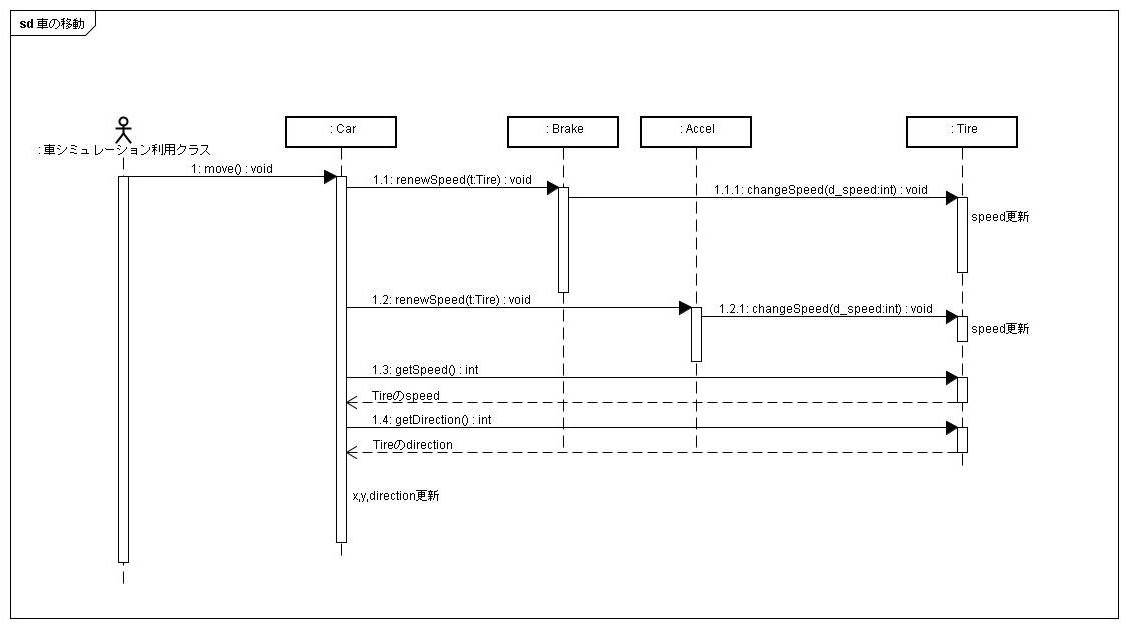 sd 車の移動
: 車シミュレーション利用クラス
: Car
: Brake
: Accel
: Tire
1: move() : void
1.1: renewSpeed(t:Tire) : void
1.1.1: changeSpeed(d_speed:int) : void
speed更新
1.2: renewSpeed(t:Tire) : void
1.2.1: changeSpeed(d_speed:int) : void
speed更新
1.3: getSpeed() : int
Tireのspeed
1.4: getDirection() : int
Tireのdirection
x,y,direction更新